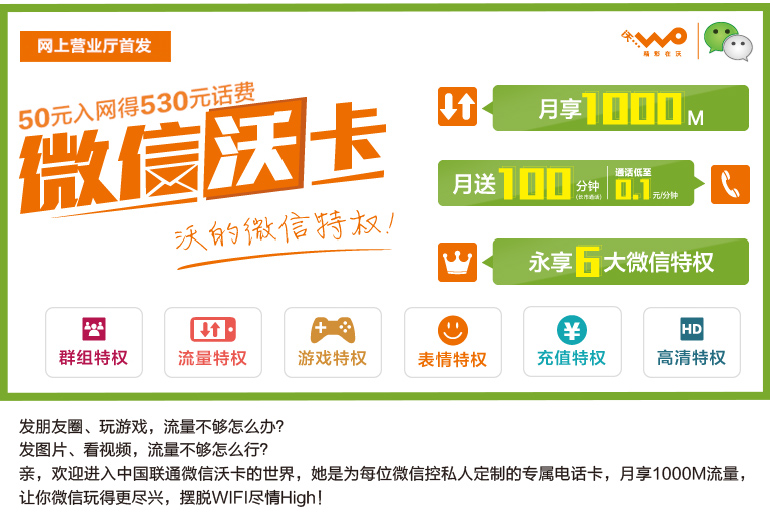 网上营业厅首发
沃...WO
精彩在沃
50元入网得530元话费
微信沃卡
沃的微信特权!
月享1000M
月送100分钟(长市通话) 通话低至0.1元/分钟
永享6大微信特权
群组特权
流量特权
游戏特权
表情特权
¥
充值特权
HD
高清特权
发朋友圈、玩游戏，流量不够怎么办?
发图片、看视频，流量不够怎么行?
亲，欢迎进入中国联通微信沃卡的世界，她是为每位微信控私人定制的专属电话卡，月享1000M流量，
让你微信玩得更尽兴，摆脱WIFI尽情High!